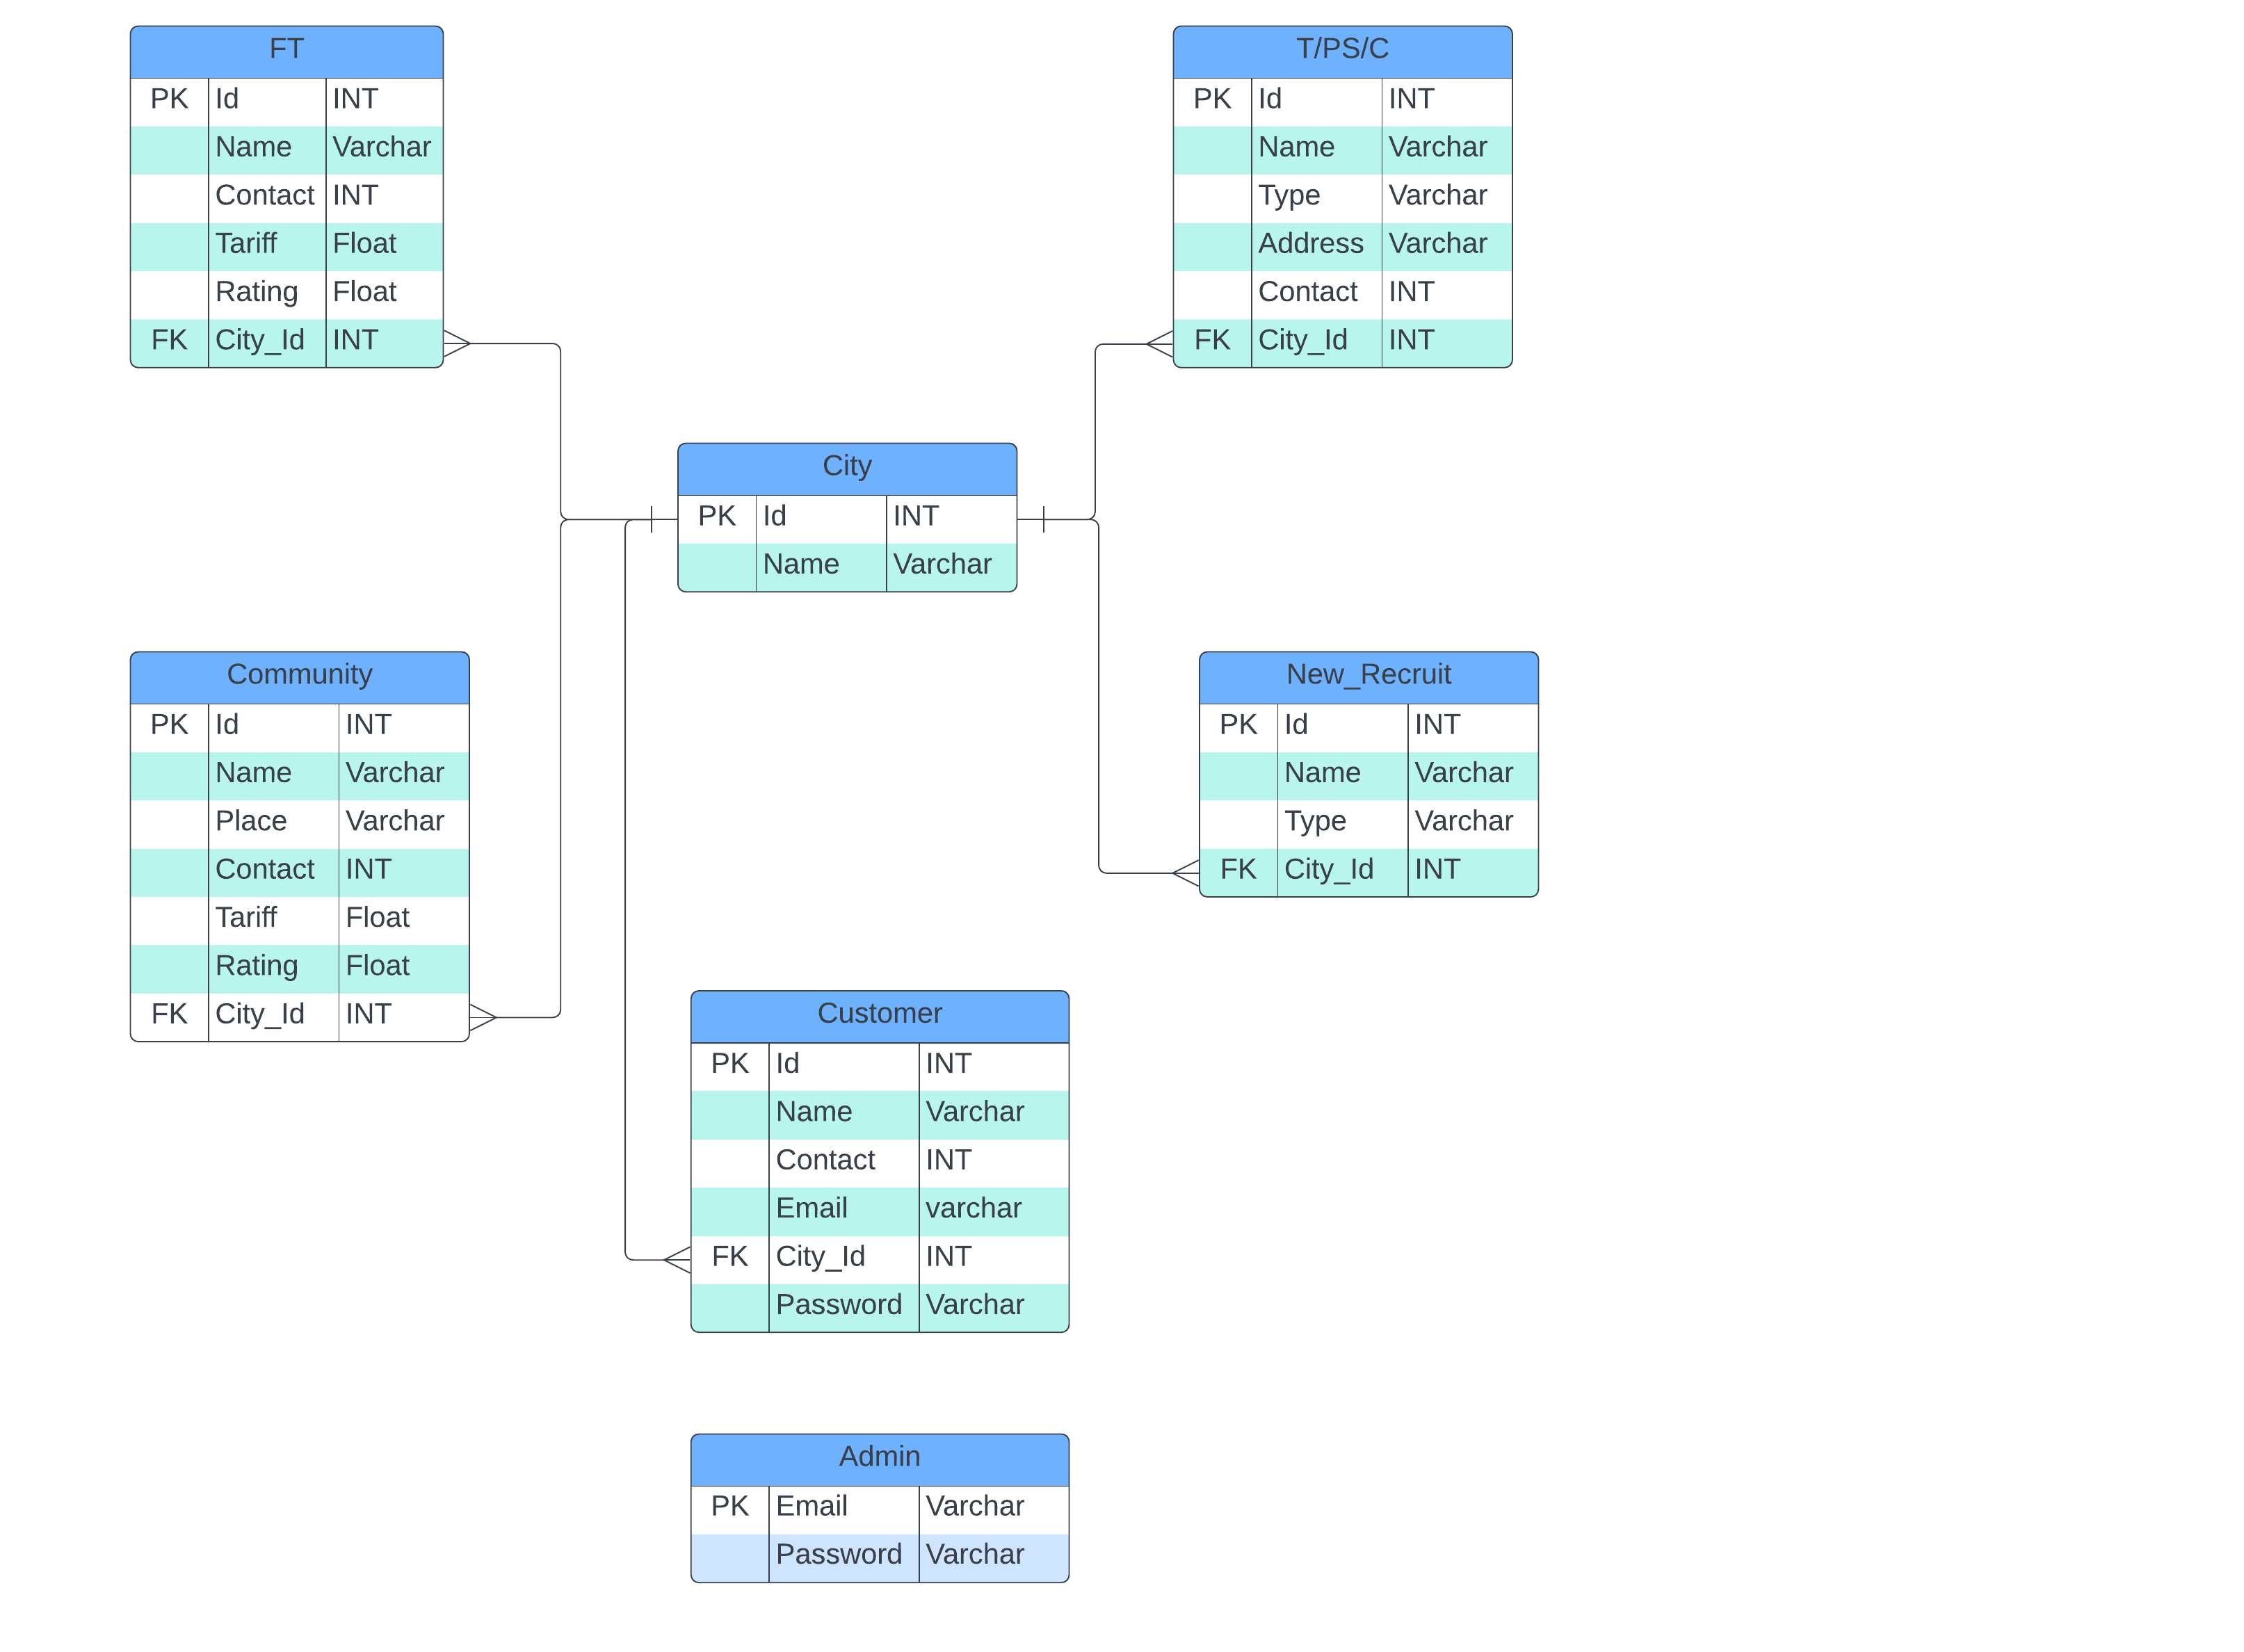 FT
PK Id INT
Name Varchar
Contact INT
Tariff Float
Rating Float
FK City_Id INT
T/PS/C
PK Id INT
Name Varchar
Type Varchar
Address Varchar
Contact INT
FK City_Id INT
City
PK Id INT
Name Varchar
Community
PK Id INT
Name Varchar
Place Varchar
Contact INT
Tariff Float
Rating Float
FK City_Id INT
New_Recruit
PK Id INT
Name Varchar
Type Varchar
FK City_Id INT
Customer
PK Id INT
Name Varchar
Contact INT
Email varchar
FK City_Id INT
Password Varchar
Admin
PK Email Varchar
Password Varchar